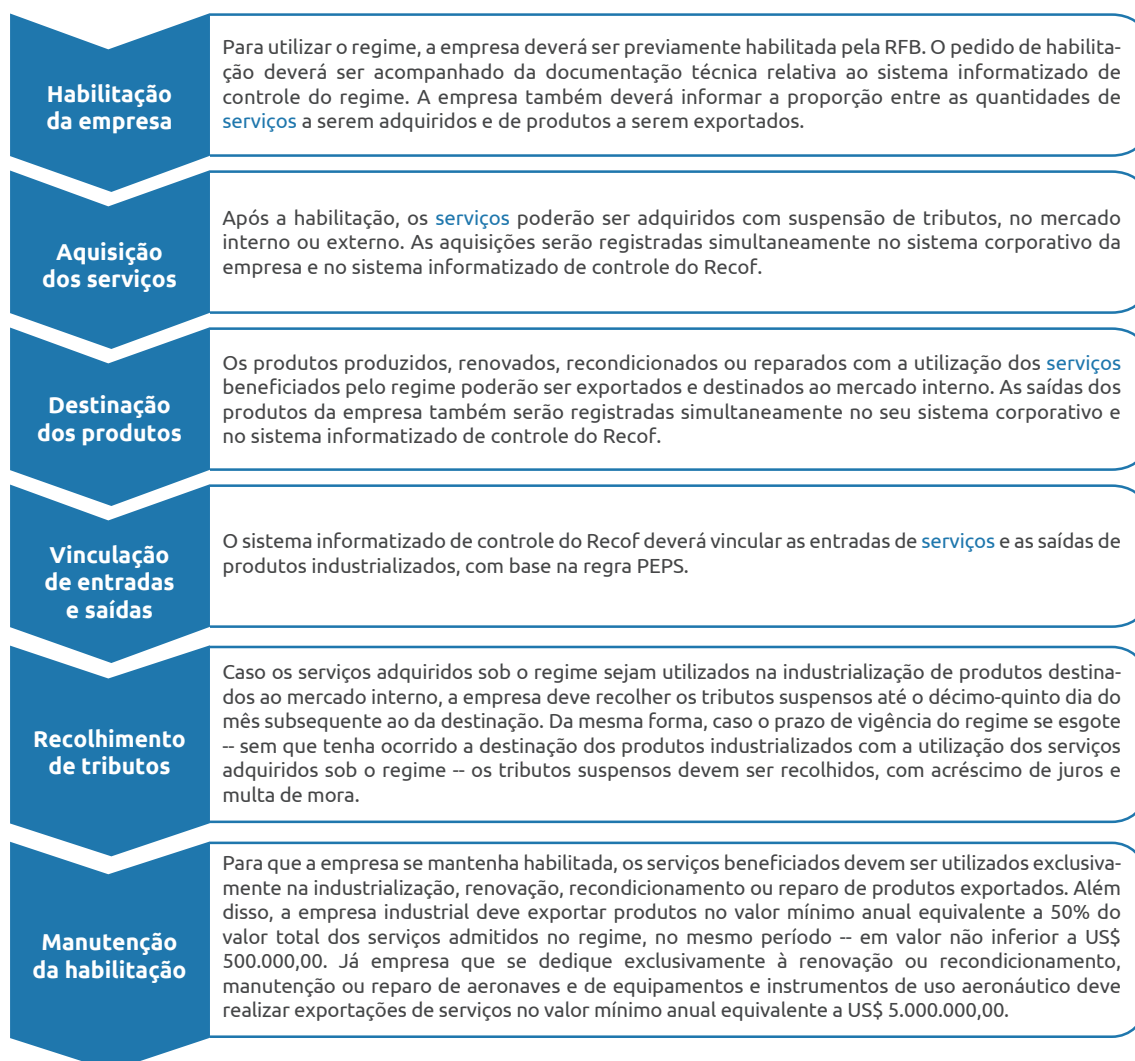 Habilitação
da empresa
Para utilizar o regime, a empresa deverá ser previamente habilitada pela RFB. O pedido de habilita-
ção deverá ser acompanhado da documentação técnica relativa ao sistema informatizado de
controle do regime. A empresa também deverá informar a proporção entre as quantidades de
serviços a serem adquiridos e de produtos a serem exportados.
Aquisição
dos serviços
Após a habilitação, os serviços poderão ser adquiridos com suspensão de tributos, no mercado
interno ou externo. As aquisições serão registradas simultaneamente no sistema corporativo da
empresa e no sistema informatizado de controle do Recof.
Destinação
dos produtos
Os produtos produzidos, renovados, recondicionados ou reparados com a utilização dos serviços
beneficiados pelo regime poderão ser exportados e destinados ao mercado interno. As saídas dos
produtos da empresa também serão registradas simultaneamente no seu sistema corporativo e
no sistema informatizado de controle do Recof.
Vinculação
de entradas
e saídas
O sistema informatizado de controle do Recof deverá vincular as entradas de serviços e as saídas de
produtos industrializados, com base na regra PEPS.
Recolhimento
de tributos
Caso os serviços adquiridos sob o regime sejam utilizados na industrialização de produtos destina-
dos ao mercado interno, a empresa deve recolher os tributos suspensos até o décimo-quinto dia do
mês subsequente ao da destinação. Da mesma forma, caso o prazo de vigência do regime se esgote
-- sem que tenha ocorrido a destinação dos produtos industrializados com a utilização dos serviços
adquiridos sob o regime -- os tributos suspensos devem ser recolhidos, com acréscimo de juros e
multa de mora.
Manutenção
da habilitação
Para que a empresa se mantenha habilitada, os serviços beneficiados devem ser utilizados exclusiva-
mente na industrialização, renovação, recondicionamento ou reparo de produtos exportados. Além
disso, a empresa industrial deve exportar produtos no valor mínimo anual equivalente a 50% do
valor total dos serviços admitidos no regime, no mesmo período -- em valor não inferior a US$
500.000,00. Já empresa que se dedique exclusivamente à renovação ou recondicionamento,
manutenção ou reparo de aeronaves e de equipamentos e instrumentos de uso aeronáutico deve
realizar exportações de serviços no valor mínimo anual equivalente a US$ 5.000.000,00.